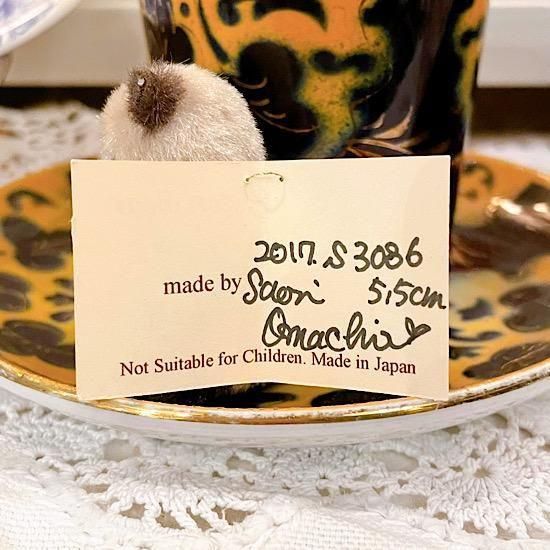 2017. S3086
made by Saori 5,5cm
Omachi ♥
Not Suitable for Children. Made in Japan